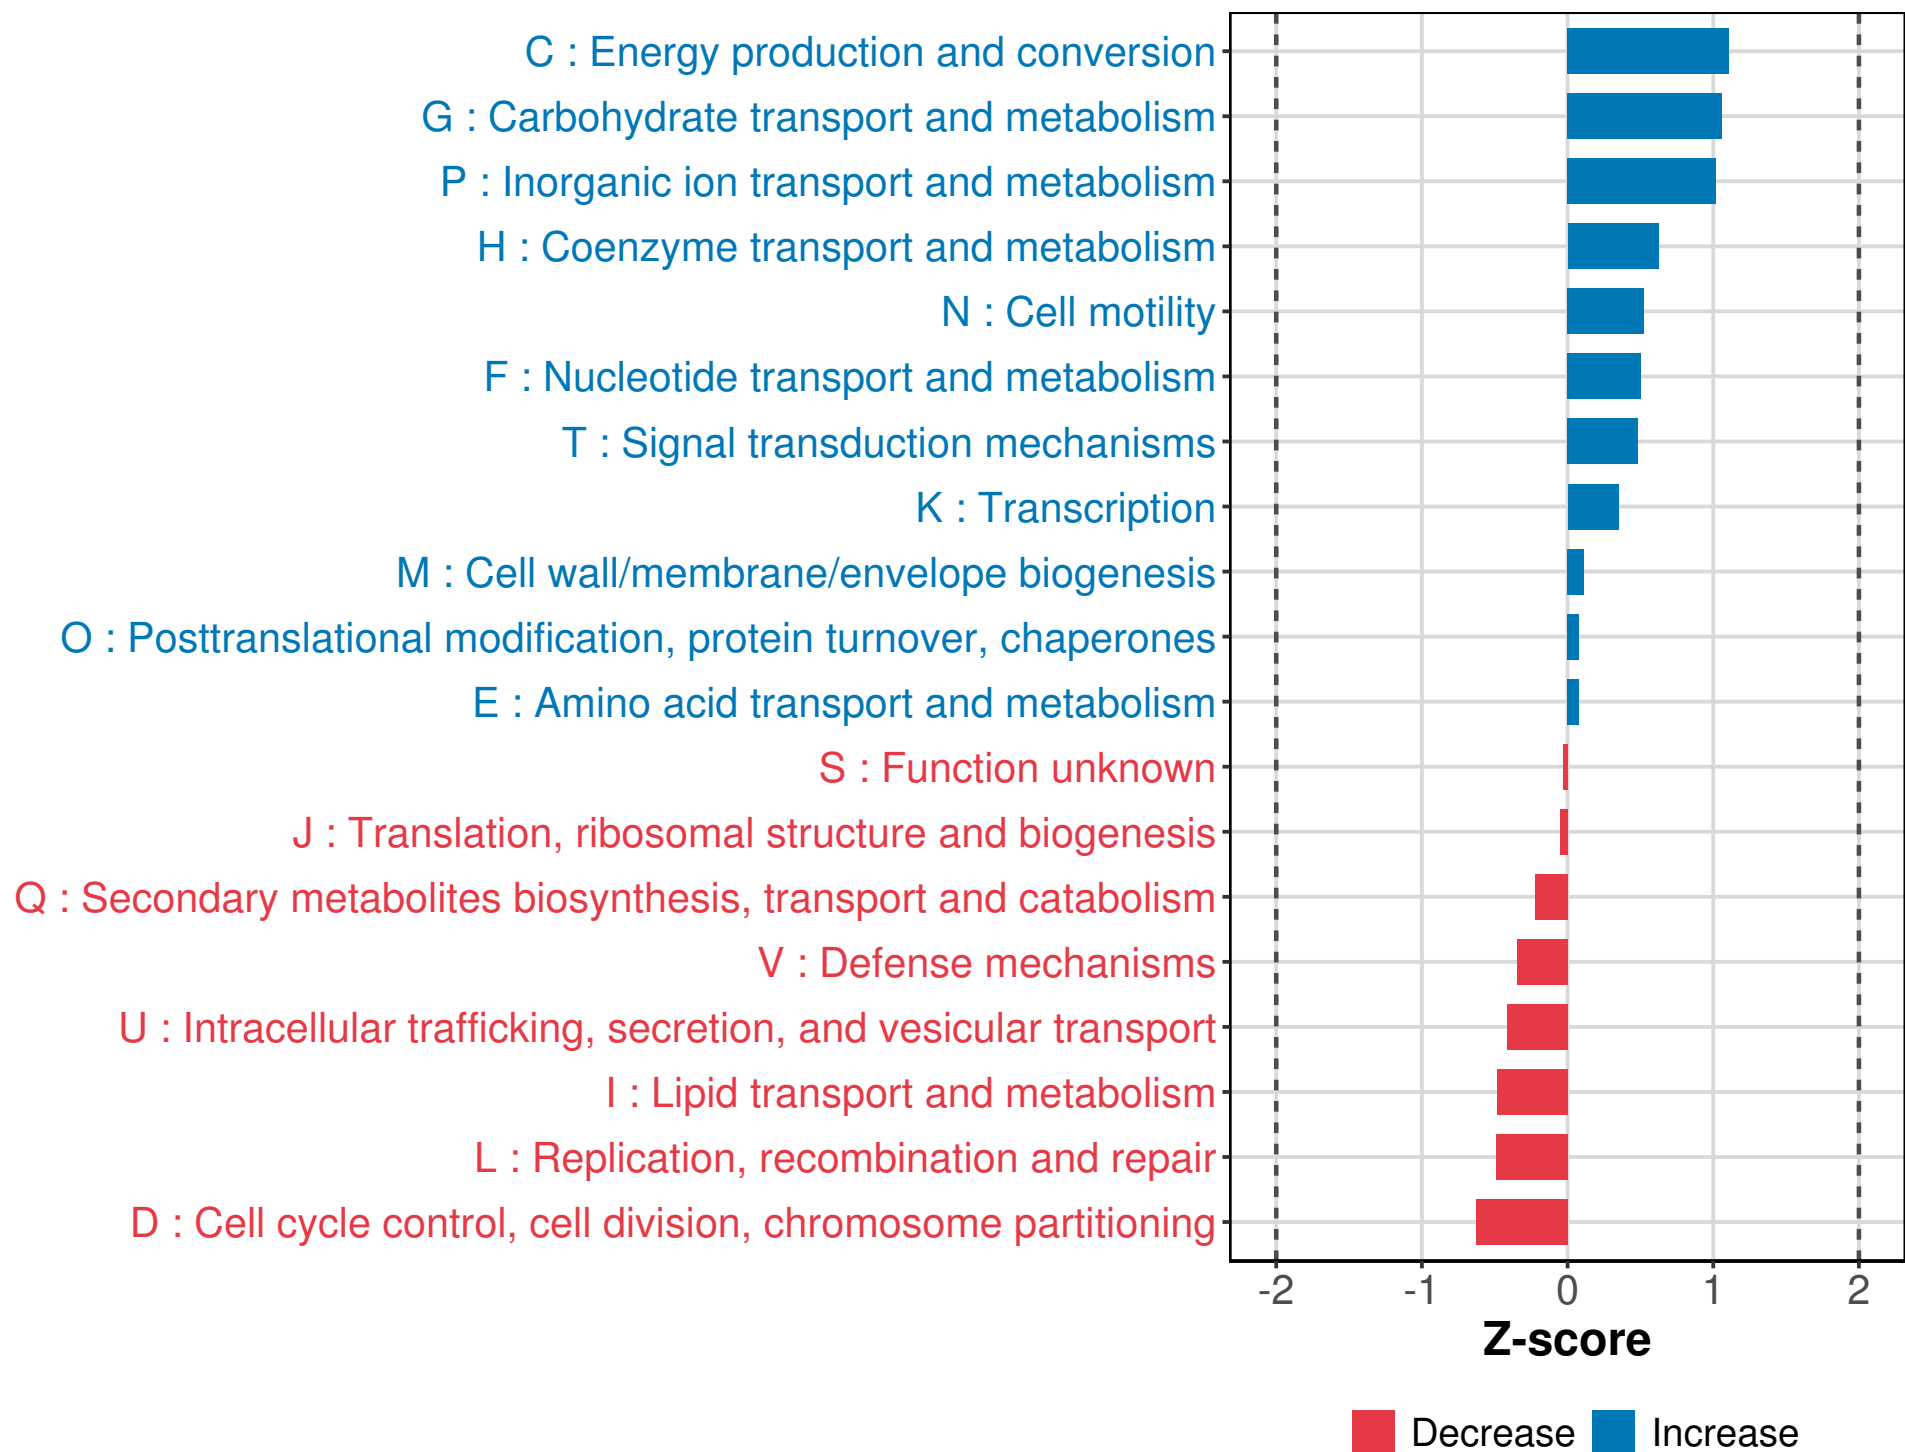 C : Energy production and conversion
G : Carbohydrate transport and metabolism
P : Inorganic ion transport and metabolism
H : Coenzyme transport and metabolism
N : Cell motility
F : Nucleotide transport and metabolism
T : Signal transduction mechanisms
K : Transcription
M : Cell wall/membrane/envelope biogenesis
O : Posttranslational modification, protein turnover, chaperones
E : Amino acid transport and metabolism
S : Function unknown
J : Translation, ribosomal structure and biogenesis
Q : Secondary metabolites biosynthesis, transport and catabolism
V : Defense mechanisms
U : Intracellular trafficking, secretion, and vesicular transport
I : Lipid transport and metabolism
L : Replication, recombination and repair
D : Cell cycle control, cell division, chromosome partitioning
-2 -1 0 1 2
Z-score
Decrease Increase